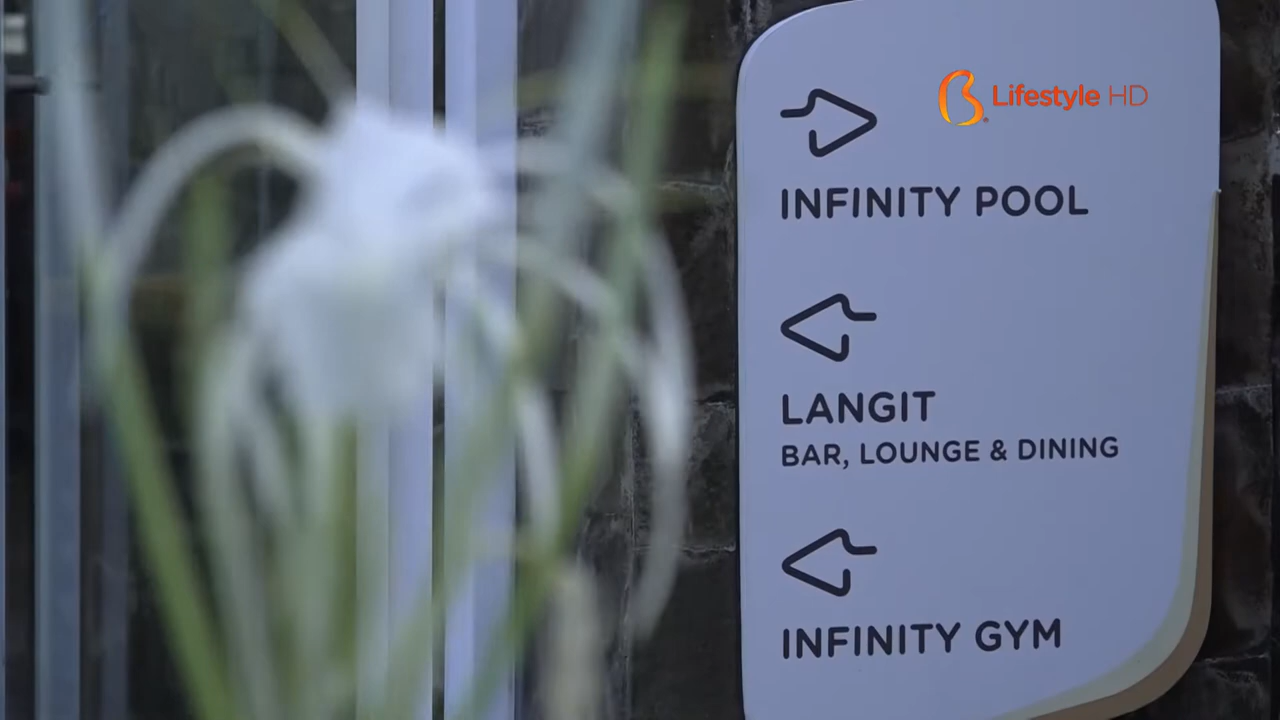 Lifestyle HD
INFINITY POOL
LANGIT
BAR, LOUNGE & DINING
INFINITY GYM